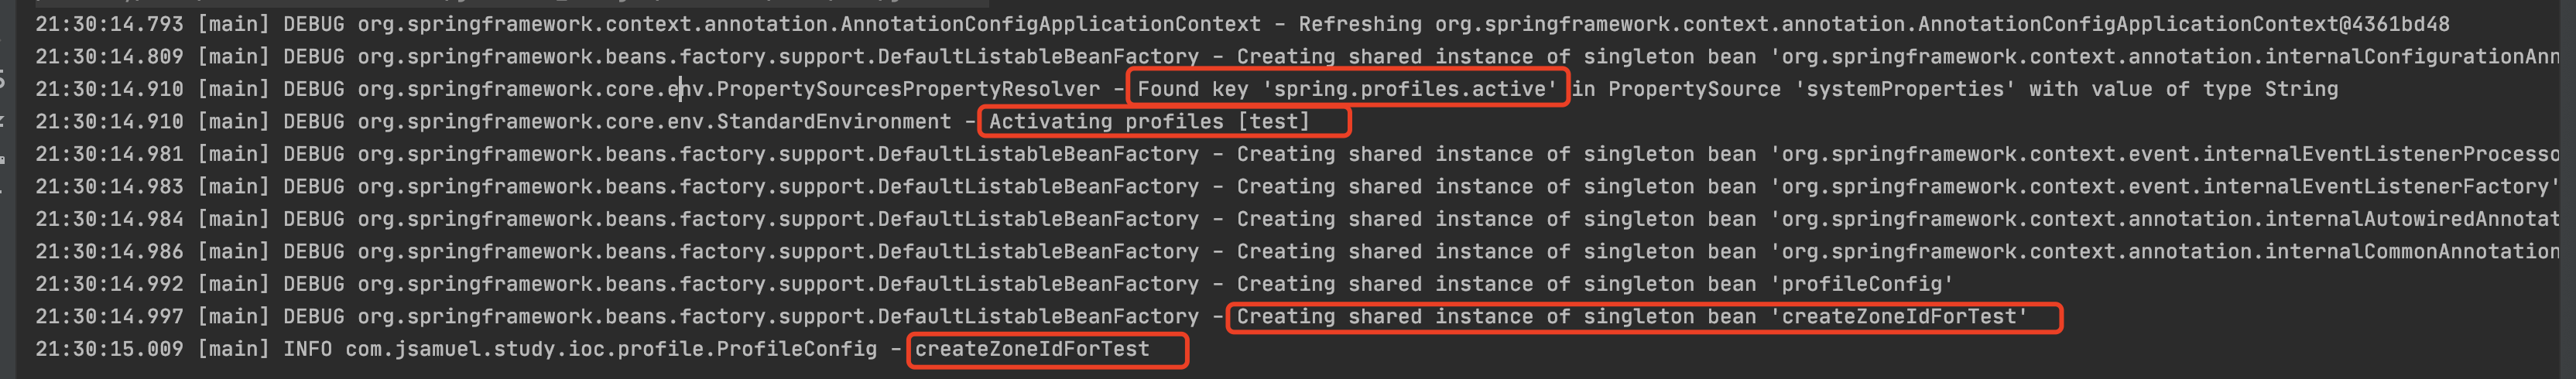 21:30:14.793 [main] DEBUG org.springframework.context.annotation.AnnotationConfigApplicationContext - Refreshing org.springframework.context.annotation.AnnotationConfigApplicationContext@4361bd48
21:30:14.809 [main] DEBUG org.springframework.beans.factory.support.DefaultListableBeanFactory - Creating shared instance of singleton bean 'org.springframework.context.annotation.internalConfigurationAnn
21:30:14.910 [main] DEBUG org.springframework.core.env.PropertySourcesPropertyResolver - Found key 'spring.profiles.active' in PropertySource 'systemProperties' with value of type String
21:30:14.910 [main] DEBUG org.springframework.core.env.StandardEnvironment - Activating profiles [test]
21:30:14.981 [main] DEBUG org.springframework.beans.factory.support.DefaultListableBeanFactory - Creating shared instance of singleton bean 'org.springframework.context.event.internalEventListenerProcesso
21:30:14.983 [main] DEBUG org.springframework.beans.factory.support.DefaultListableBeanFactory - Creating shared instance of singleton bean 'org.springframework.context.event.internalEventListenerFactory'
21:30:14.984 [main] DEBUG org.springframework.beans.factory.support.DefaultListableBeanFactory - Creating shared instance of singleton bean 'org.springframework.context.annotation.internalAutowiredAnnotat
21:30:14.986 [main] DEBUG org.springframework.beans.factory.support.DefaultListableBeanFactory - Creating shared instance of singleton bean 'org.springframework.context.annotation.internalCommonAnnotation
21:30:14.992 [main] DEBUG org.springframework.beans.factory.support.DefaultListableBeanFactory - Creating shared instance of singleton bean 'profileConfig'
21:30:14.997 [main] DEBUG org.springframework.beans.factory.support.DefaultListableBeanFactory - Creating shared instance of singleton bean 'createZoneIdForTest'
21:30:15.009 [main] INFO com.jsamuel.study.ioc.profile.ProfileConfig - createZoneIdForTest